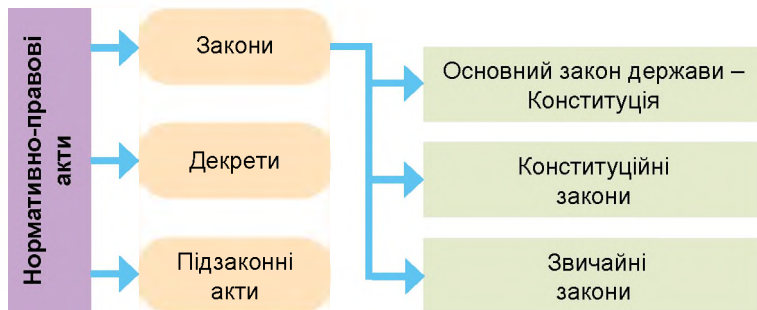 Нормативно-правові
акти
Закони
Декрети
Підзаконні
акти
Основний закон держави –
Конституція
Конституційні
закони
Звичайні
закони